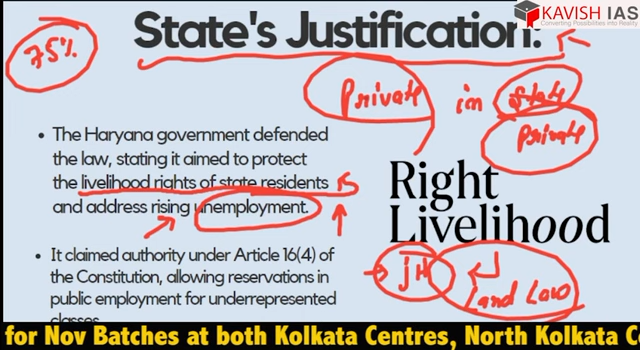 KAVISH IAS
Converting Possibilities into Reality
State's Justification:
75%
Private in State
Private
The Haryana government defended
the law, stating it aimed to protect
the livelihood rights of state residents
and address rising unemployment.
Right
Livelihood
It claimed authority under Article 16(4) of
the Constitution, allowing reservations in
public employment for underrepresented
classes
JH
Land Law
for Nov Batches at both Kolkata Centres, North Kolkata C